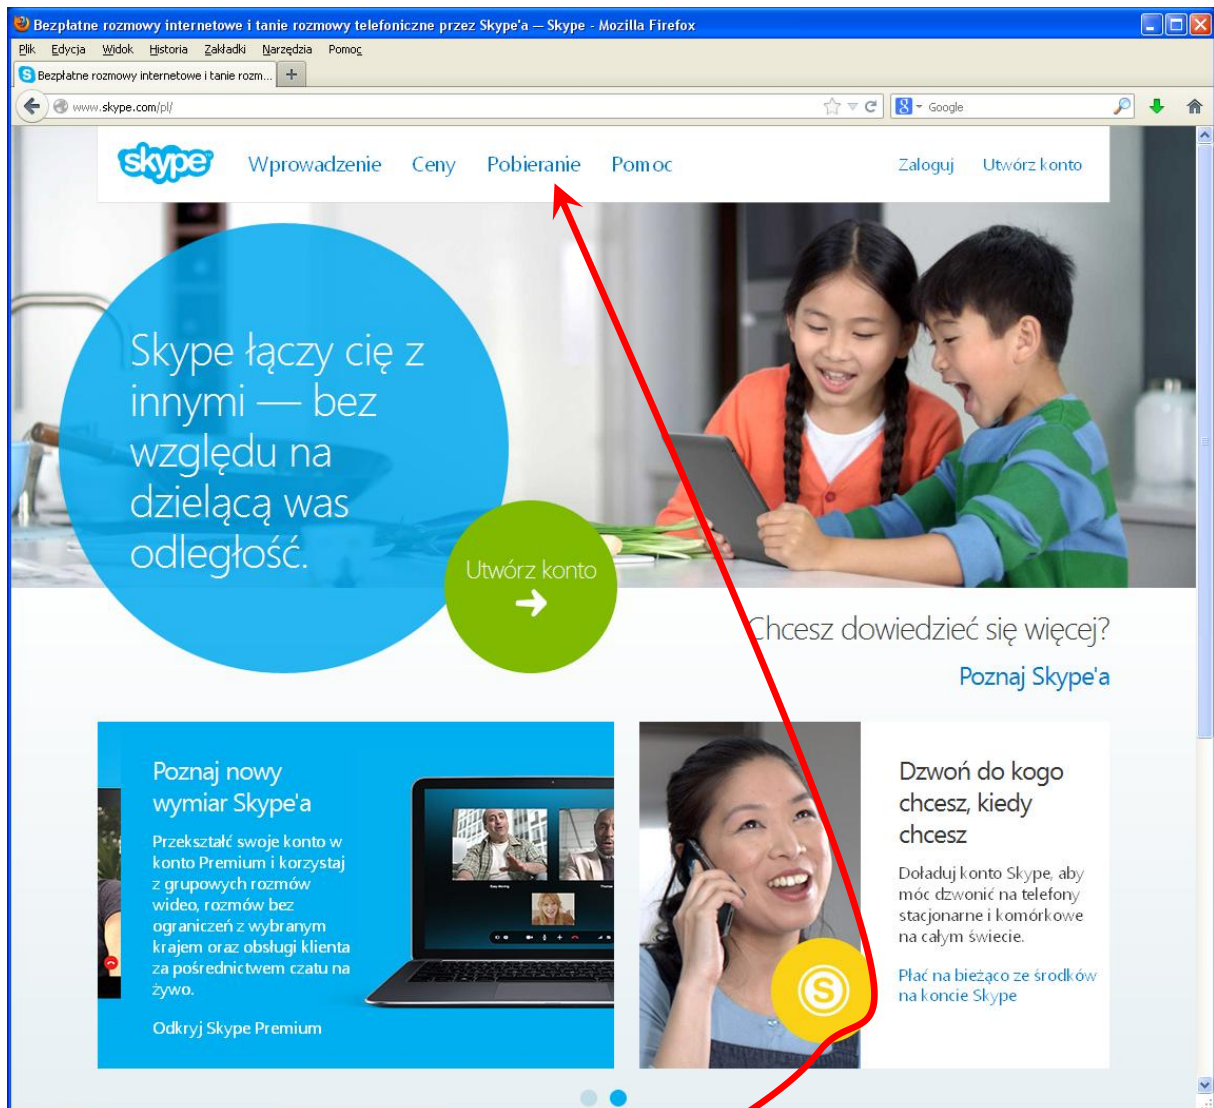 Bezpłatne rozmowy internetowe i tanie rozmowy telefoniczne przez Skype'a — Skype - Mozilla Firefox
Plik Edycja Widok Historia Zakładki Narzędzia Pomoc
Bezpłatne rozmowy internetowe i tanie rozm... +
www.skype.com/pl/
Google
skype Wprowadzenie Ceny Pobieranie Pomoc Zaloguj Utwórz konto
Skype łączy cię z
innymi — bez
względu na
dzielącą was
odległość.
Utwórz konto
Chcesz dowiedzieć się więcej?
Poznaj Skype'a
Poznaj nowy
wymiar Skype'a
Przekształć swoje konto w
konto Premium i korzystaj
z grupowych rozmów
wideo, rozmów bez
ograniczeń z wybranym
krajem oraz obsługi klienta
za pośrednictwem czatu na
żywo.
Odkryj Skype Premium
Dzwoń do kogo
chcesz, kiedy
chcesz
Doładuj konto Skype, aby
móc dzwonić na telefony
stacjonarne i komórkowe
na całym świecie.
Płać na bieżąco ze środków
na koncie Skype